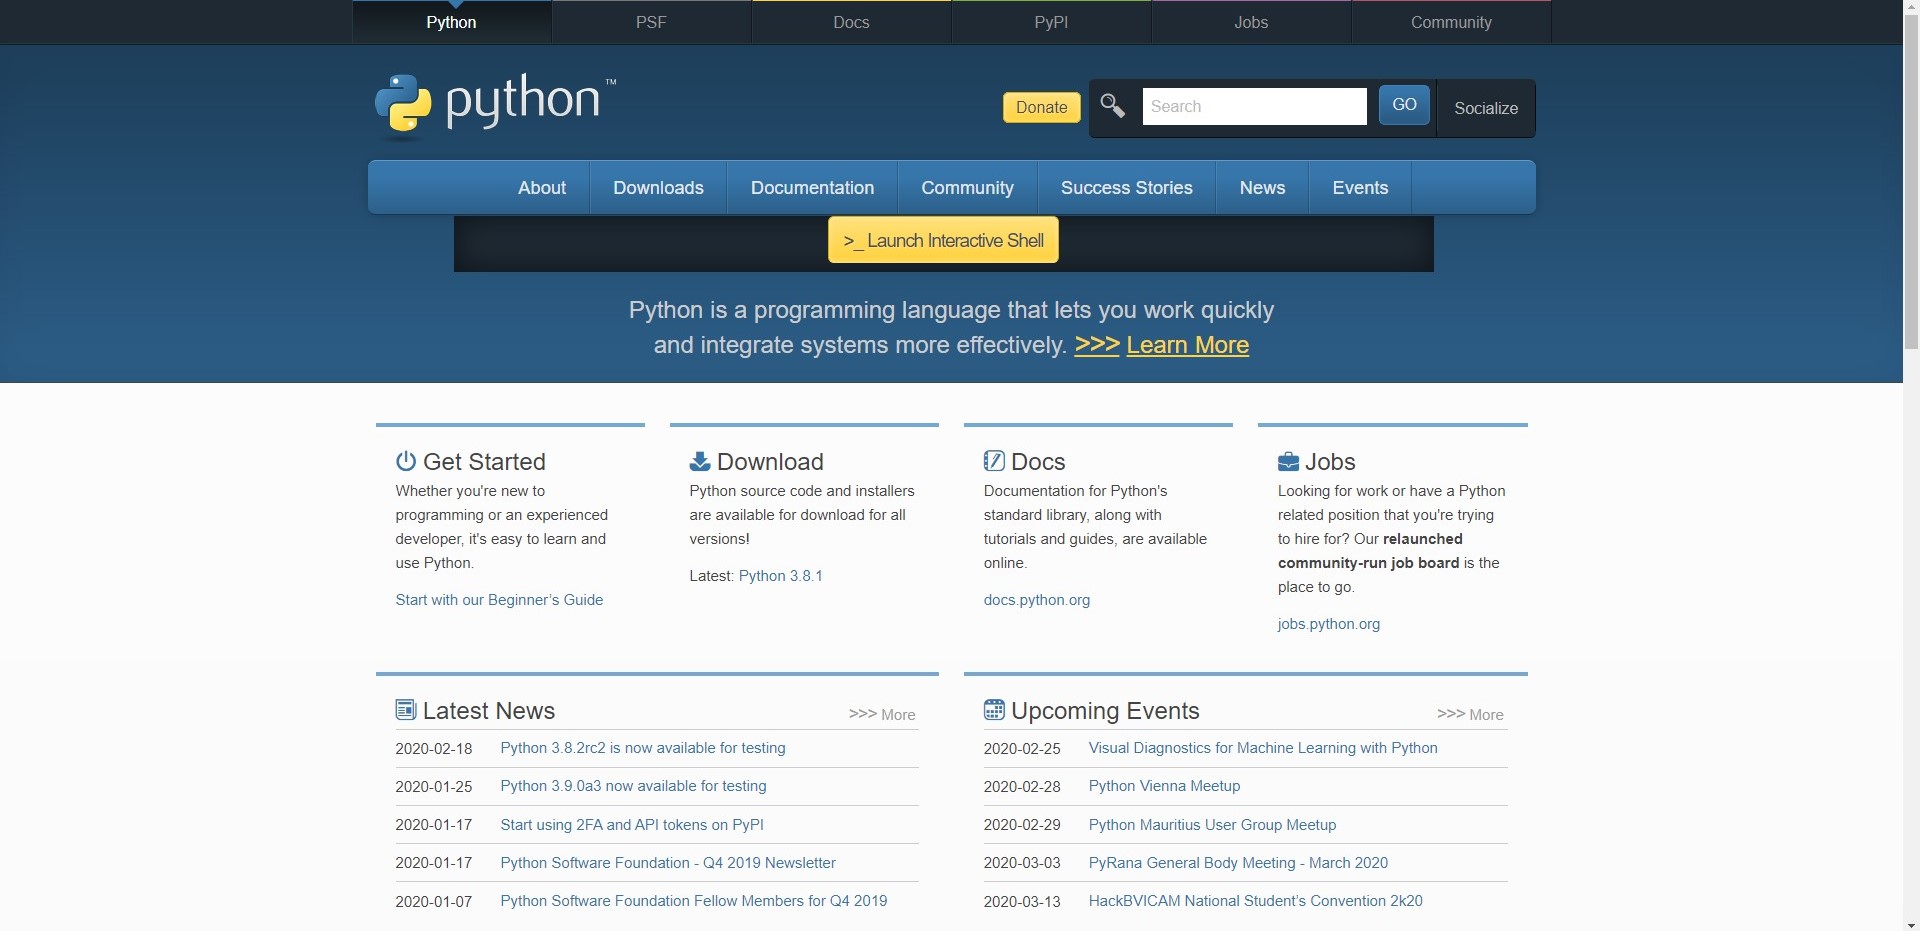 Python PSF Docs PyPI Jobs Community
python™
Donate Search GO Socialize
About Downloads Documentation Community Success Stories News Events
>_ Launch Interactive Shell
Python is a programming language that lets you work quickly
and integrate systems more effectively. >>> Learn More
Get Started
Whether you're new to
programming or an experienced
developer, it's easy to learn and
use Python.
Start with our Beginner’s Guide
Download
Python source code and installers
are available for download for all
versions!
Latest: Python 3.8.1
Docs
Documentation for Python's
standard library, along with
tutorials and guides, are available
online.
docs.python.org
Jobs
Looking for work or have a Python
related position that you're trying
to hire for? Our relaunched
community-run job board is the
place to go.
jobs.python.org
Latest News >>> More
2020-02-18 Python 3.8.2rc2 is now available for testing
2020-01-25 Python 3.9.0a3 now available for testing
2020-01-17 Start using 2FA and API tokens on PyPI
2020-01-17 Python Software Foundation - Q4 2019 Newsletter
2020-01-07 Python Software Foundation Fellow Members for Q4 2019
Upcoming Events >>> More
2020-02-25 Visual Diagnostics for Machine Learning with Python
2020-02-28 Python Vienna Meetup
2020-02-29 Python Mauritius User Group Meetup
2020-03-03 PyRana General Body Meeting - March 2020
2020-03-13 HackBVICAM National Student’s Convention 2k20